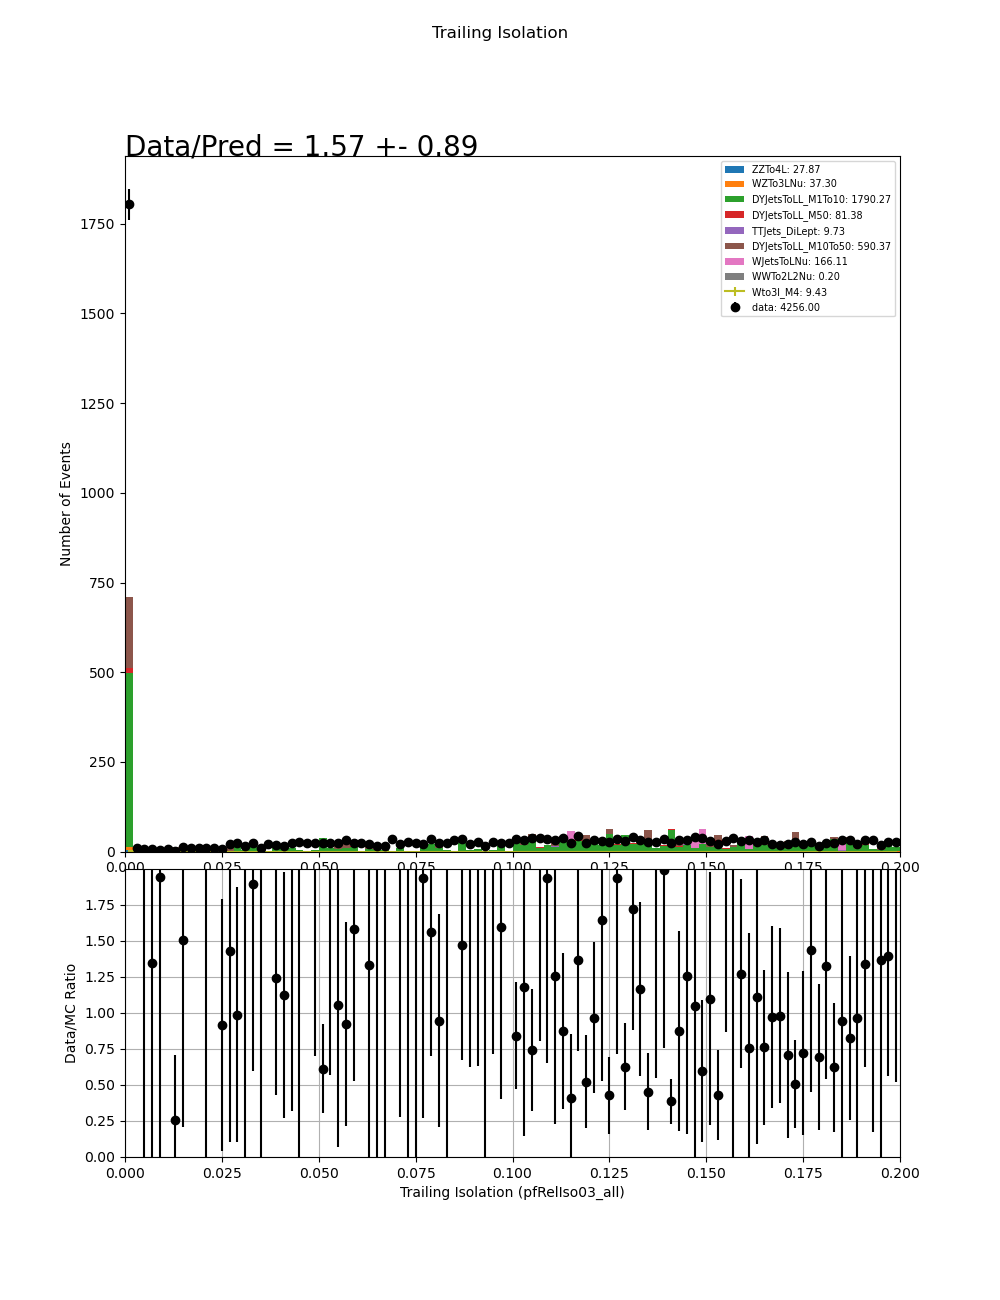 Trailing Isolation
Data/Pred = 1.57 +- 0.89
ZZTo4L: 27.87
WZTo3LNu: 37.30
DYJetsToLL_M1To10: 1790.27
DYJetsToLL_M50: 81.38
TTJets_DiLept: 9.73
DYJetsToLL_M10To50: 590.37
WJetsToLNu: 166.11
WWTo2L2Nu: 0.20
Wto3l_M4: 9.43
data: 4256.00
1750
1500
1250
1000
750
500
250
0
Number of Events
0.000 0.025 0.050 0.075 0.100 0.125 0.150 0.175 0.200
1.75
1.50
1.25
1.00
0.75
0.50
0.25
0.00
Data/MC Ratio
0.000 0.025 0.050 0.075 0.100 0.125 0.150 0.175 0.200
Trailing Isolation (pfRelIso03_all)